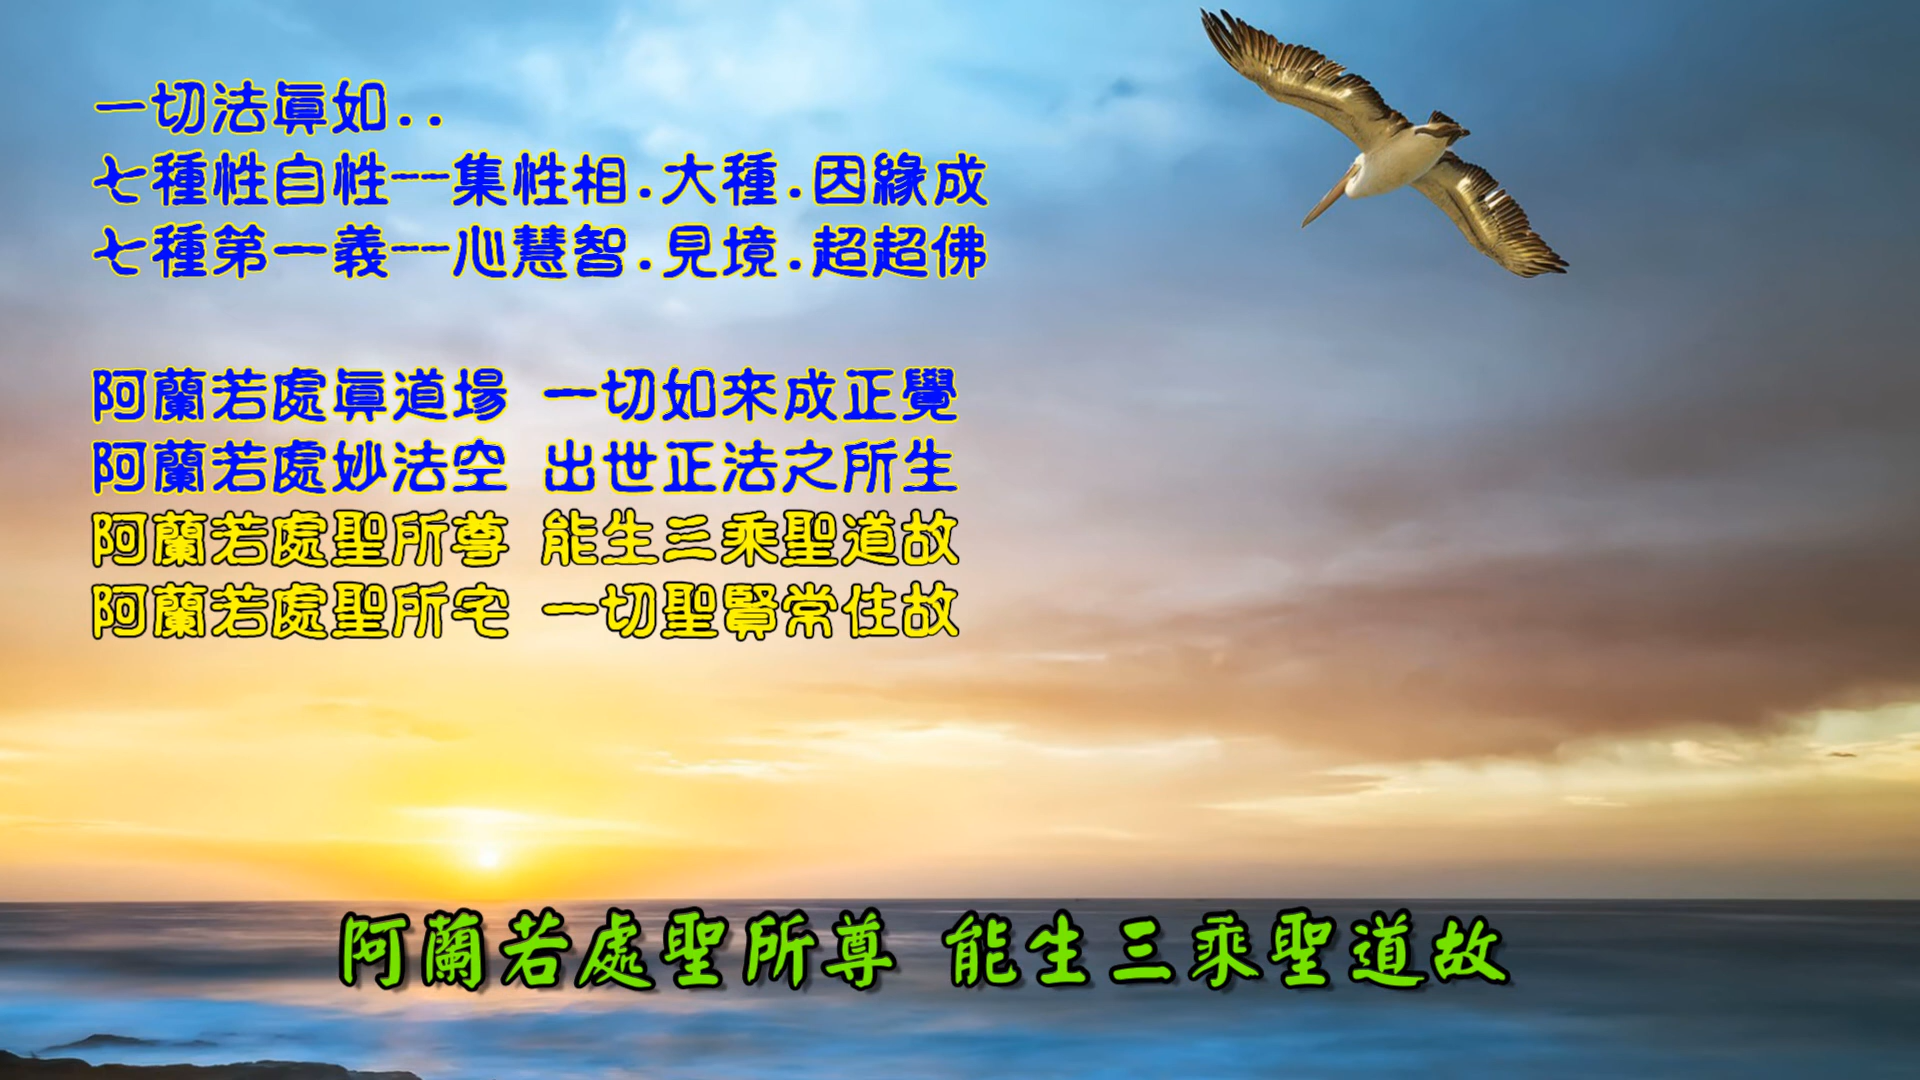 一切法眞如..
七種性自性--集性相.大種.因緣成
七種第一義--心慧智.見境.超超佛
阿蘭若處眞道場 一切如來成正覺
阿蘭若處妙法空 出世正法之所生
阿蘭若處聖所尊 能生三乘聖道故
阿蘭若處聖所宅 一切聖賢常住故
阿蘭若處聖所尊 能生三乘聖道故